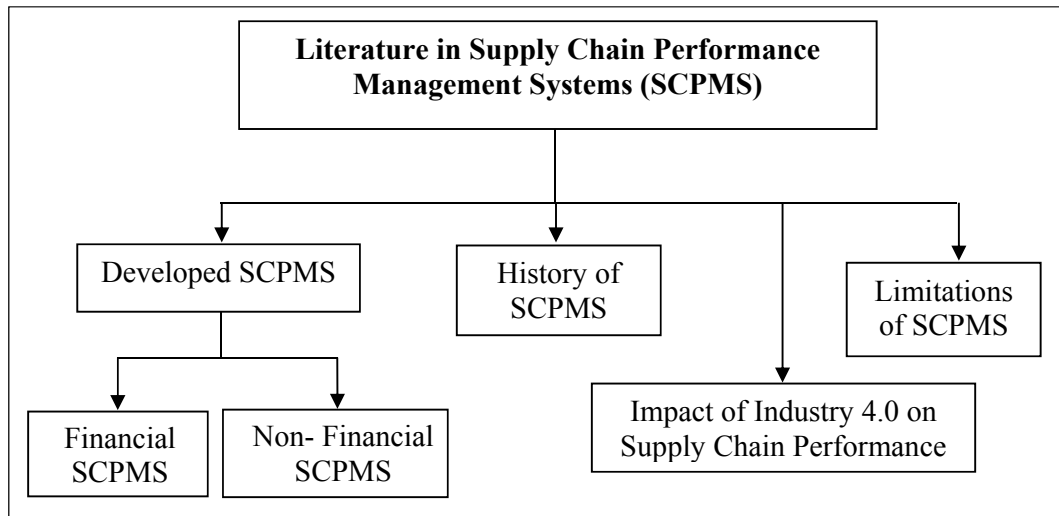 Literature in Supply Chain Performance
Management Systems (SCPMS)
Developed SCPMS
History of
SCPMS
Limitations
of SCPMS
Financial
SCPMS
Non- Financial
SCPMS
Impact of Industry 4.0 on
Supply Chain Performance